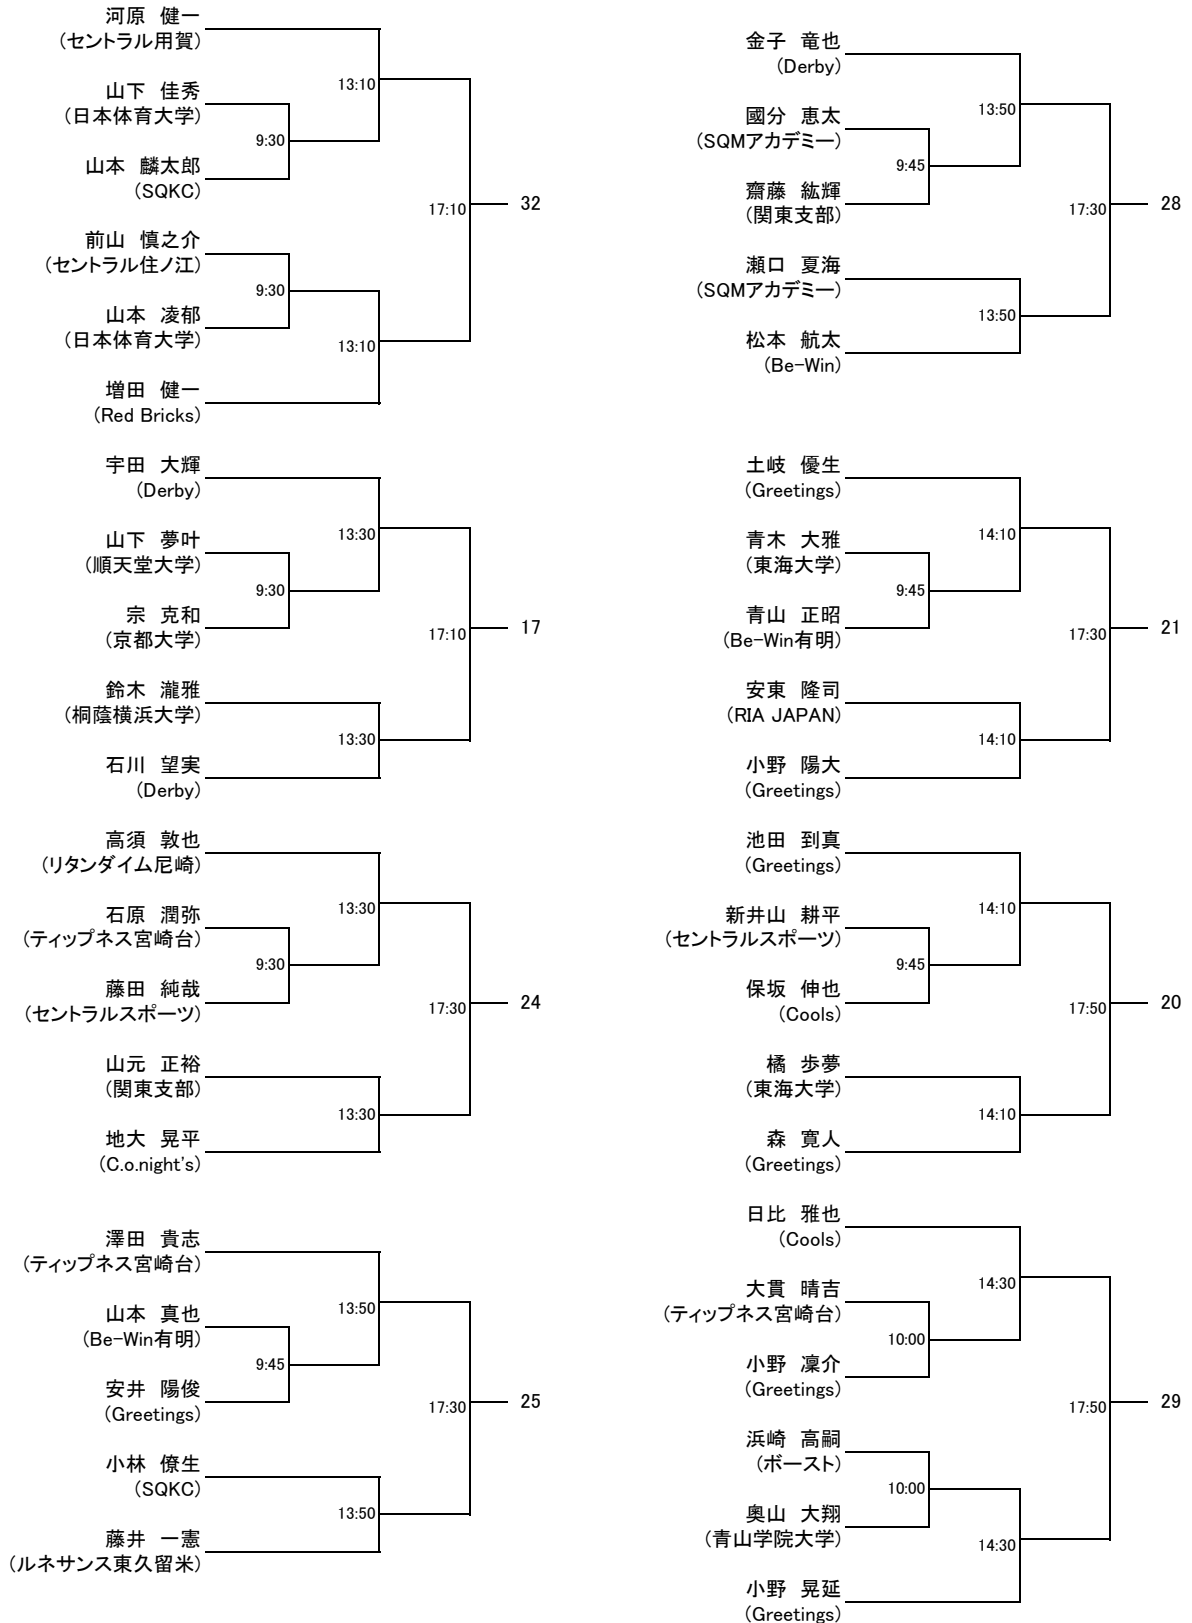 河原 健一
(セントラル用賀)
13:10
山下 佳秀
(日本体育大学)
9:30
山本 麟太郎
(SQKC)
17:10
32
前山 慎之介
(セントラル住ノ江)
9:30
山本 凌郁
(日本体育大学)
13:10
増田 健一
(Red Bricks)
宇田 大輝
(Derby)
13:30
山下 夢叶
(順天堂大学)
9:30
宗 克和
(京都大学)
17:10
17
鈴木 瀧雅
(桐蔭横浜大学)
13:30
石川 望実
(Derby)
高須 敦也
(リタンダイム尼崎)
13:30
石原 潤弥
(ティップネス宮崎台)
9:30
藤田 純哉
(セントラルスポーツ)
17:30
24
山元 正裕
(関東支部)
13:30
地大 晃平
(C.o.night's)
澤田 貴志
(ティップネス宮崎台)
13:50
山本 真也
(Be-Win有明)
9:45
安井 陽俊
(Greetings)
17:30
25
小林 僚生
(SQKC)
13:50
藤井 一憲
(ルネサンス東久留米)
金子 竜也
(Derby)
13:50
國分 恵太
(SQMアカデミー)
9:45
齋藤 紘輝
(関東支部)
17:30
28
瀬口 夏海
(SQMアカデミー)
13:50
松本 航太
(Be-Win)
土岐 優生
(Greetings)
14:10
青木 大雅
(東海大学)
9:45
青山 正昭
(Be-Win有明)
17:30
21
安東 隆司
(RIA JAPAN)
14:10
小野 陽大
(Greetings)
池田 到真
(Greetings)
14:10
新井山 耕平
(セントラルスポーツ)
9:45
保坂 伸也
(Cools)
17:50
20
橘 歩夢
(東海大学)
14:10
森 寛人
(Greetings)
日比 雅也
(Cools)
14:30
大貫 晴吉
(ティップネス宮崎台)
10:00
小野 凜介
(Greetings)
17:50
29
浜崎 高嗣
(ボースト)
10:00
奥山 大翔
(青山学院大学)
14:30
小野 晃延
(Greetings)